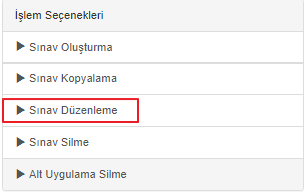 İşlem Seçenekleri
▶ Sınav Oluşturma
▶ Sınav Kopyalama
▶ Sınav Düzenleme
▶ Sınav Silme
▶ Alt Uygulama Silme